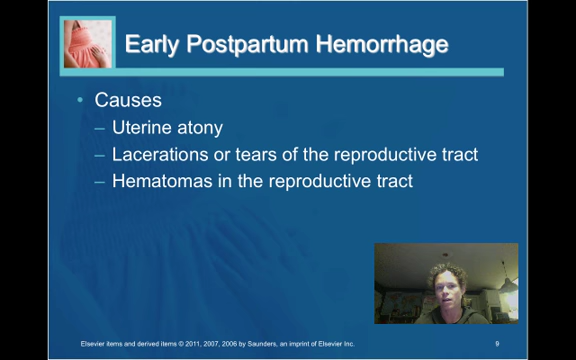 Early Postpartum Hemorrhage
• Causes
– Uterine atony
– Lacerations or tears of the reproductive tract
– Hematomas in the reproductive tract
Elsevier items and derived items © 2011, 2007, 2006 by Saunders, an imprint of Elsevier Inc.
9